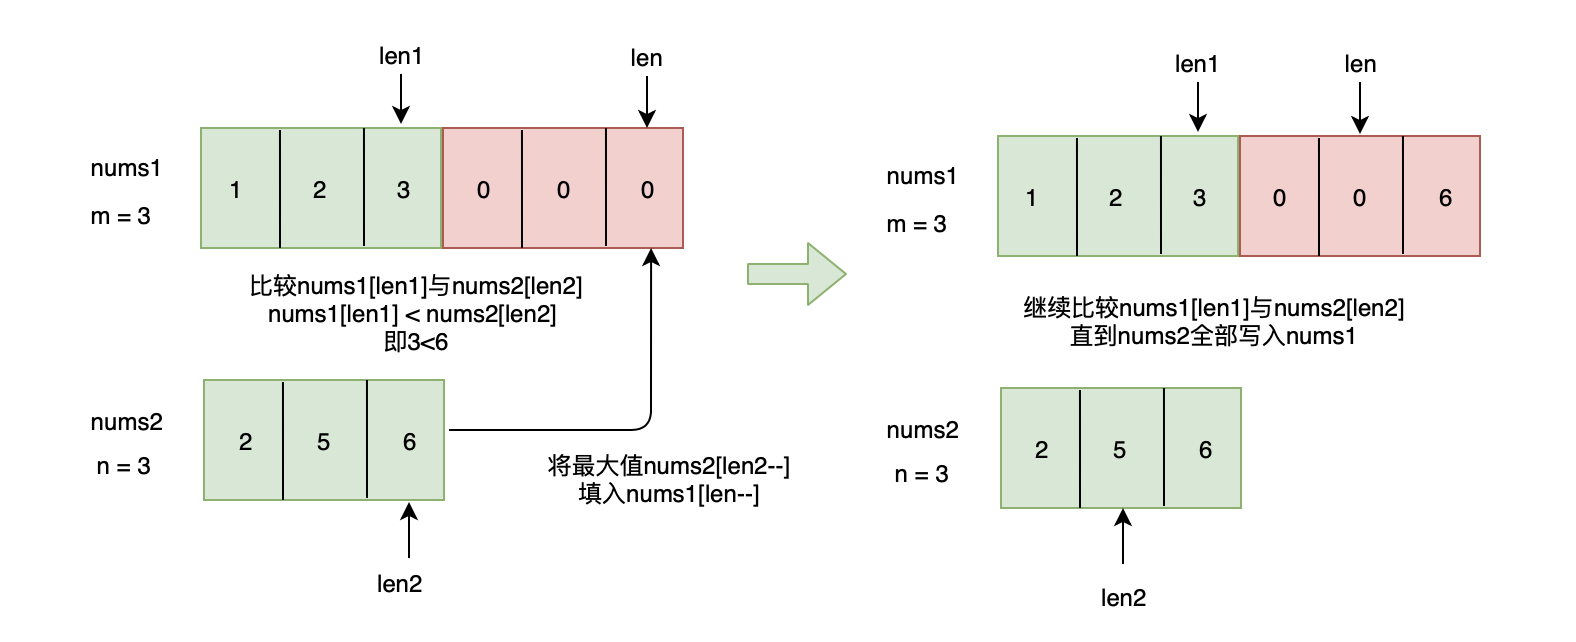 len1
len
nums1
m = 3
1 2 3 0 0 0
比较nums1[len1]与nums2[len2]
nums1[len1] < nums2[len2]
即3<6
nums2
n = 3
2 5 6
将最大值nums2[len2--]
填入nums1[len--]
len2
len1
len
nums1
m = 3
1 2 3 0 0 6
继续比较nums1[len1]与nums2[len2]
直到nums2全部写入nums1
nums2
n = 3
2 5 6
len2